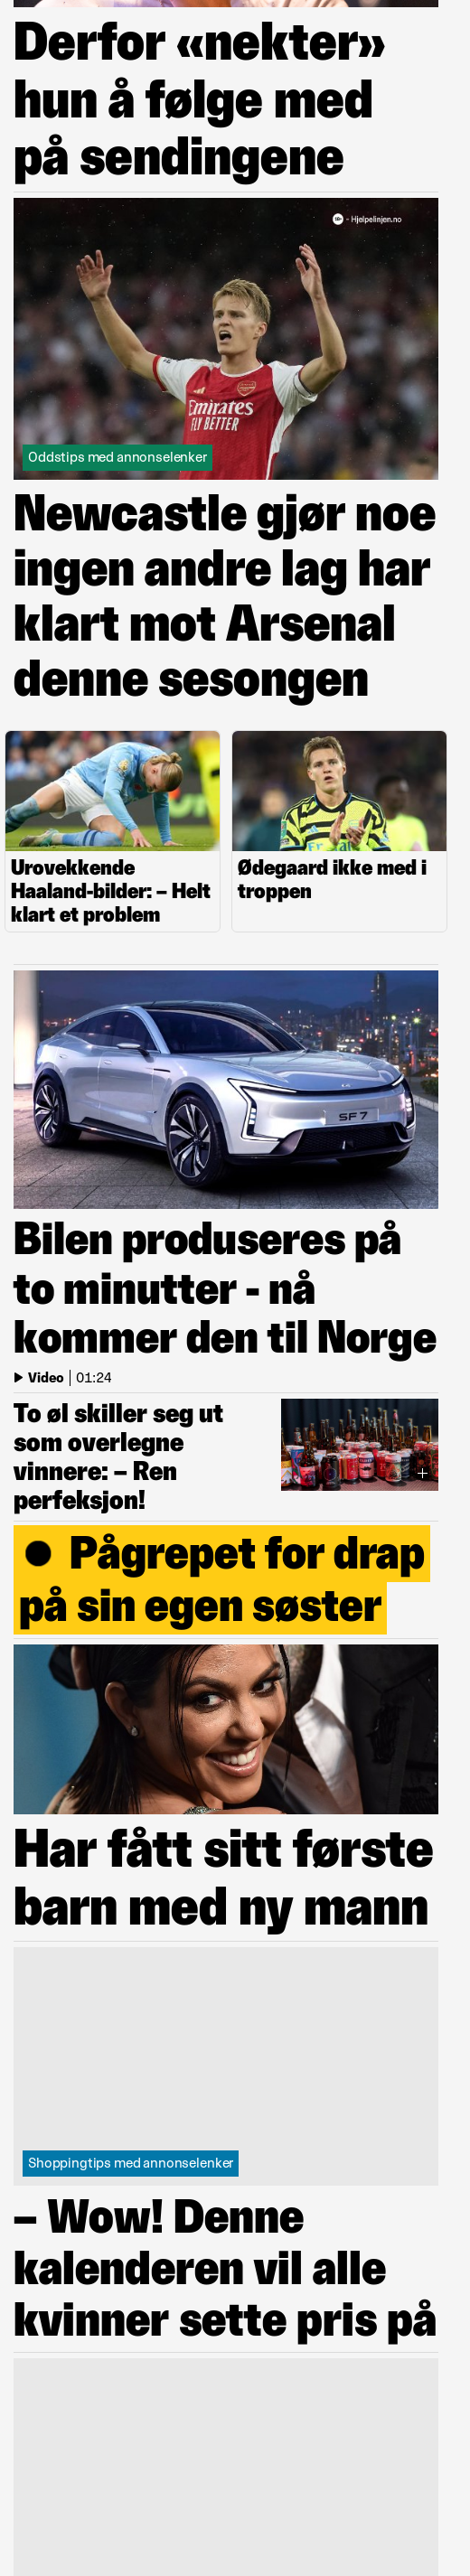 Derfor «nekter»
hun å følge med
på sendingene
18+ - Hjelpelinjen.no
Emirates
FLY BETTER
Oddstips med annonselenker
Newcastle gjør noe
ingen andre lag har
klart mot Arsenal
denne sesongen
Urovekkende
Haaland-bilder: – Helt
klart et problem
Ødegaard ikke med i
troppen
SF 7
Bilen produseres på
to minutter - nå
kommer den til Norge
Video | 01:24
To øl skiller seg ut
som overlegne
vinnere: – Ren
perfeksjon!
Pågrepet for drap
på sin egen søster
Har fått sitt første
barn med ny mann
Shoppingtips med annonselenker
– Wow! Denne
kalenderen vil alle
kvinner sette pris på